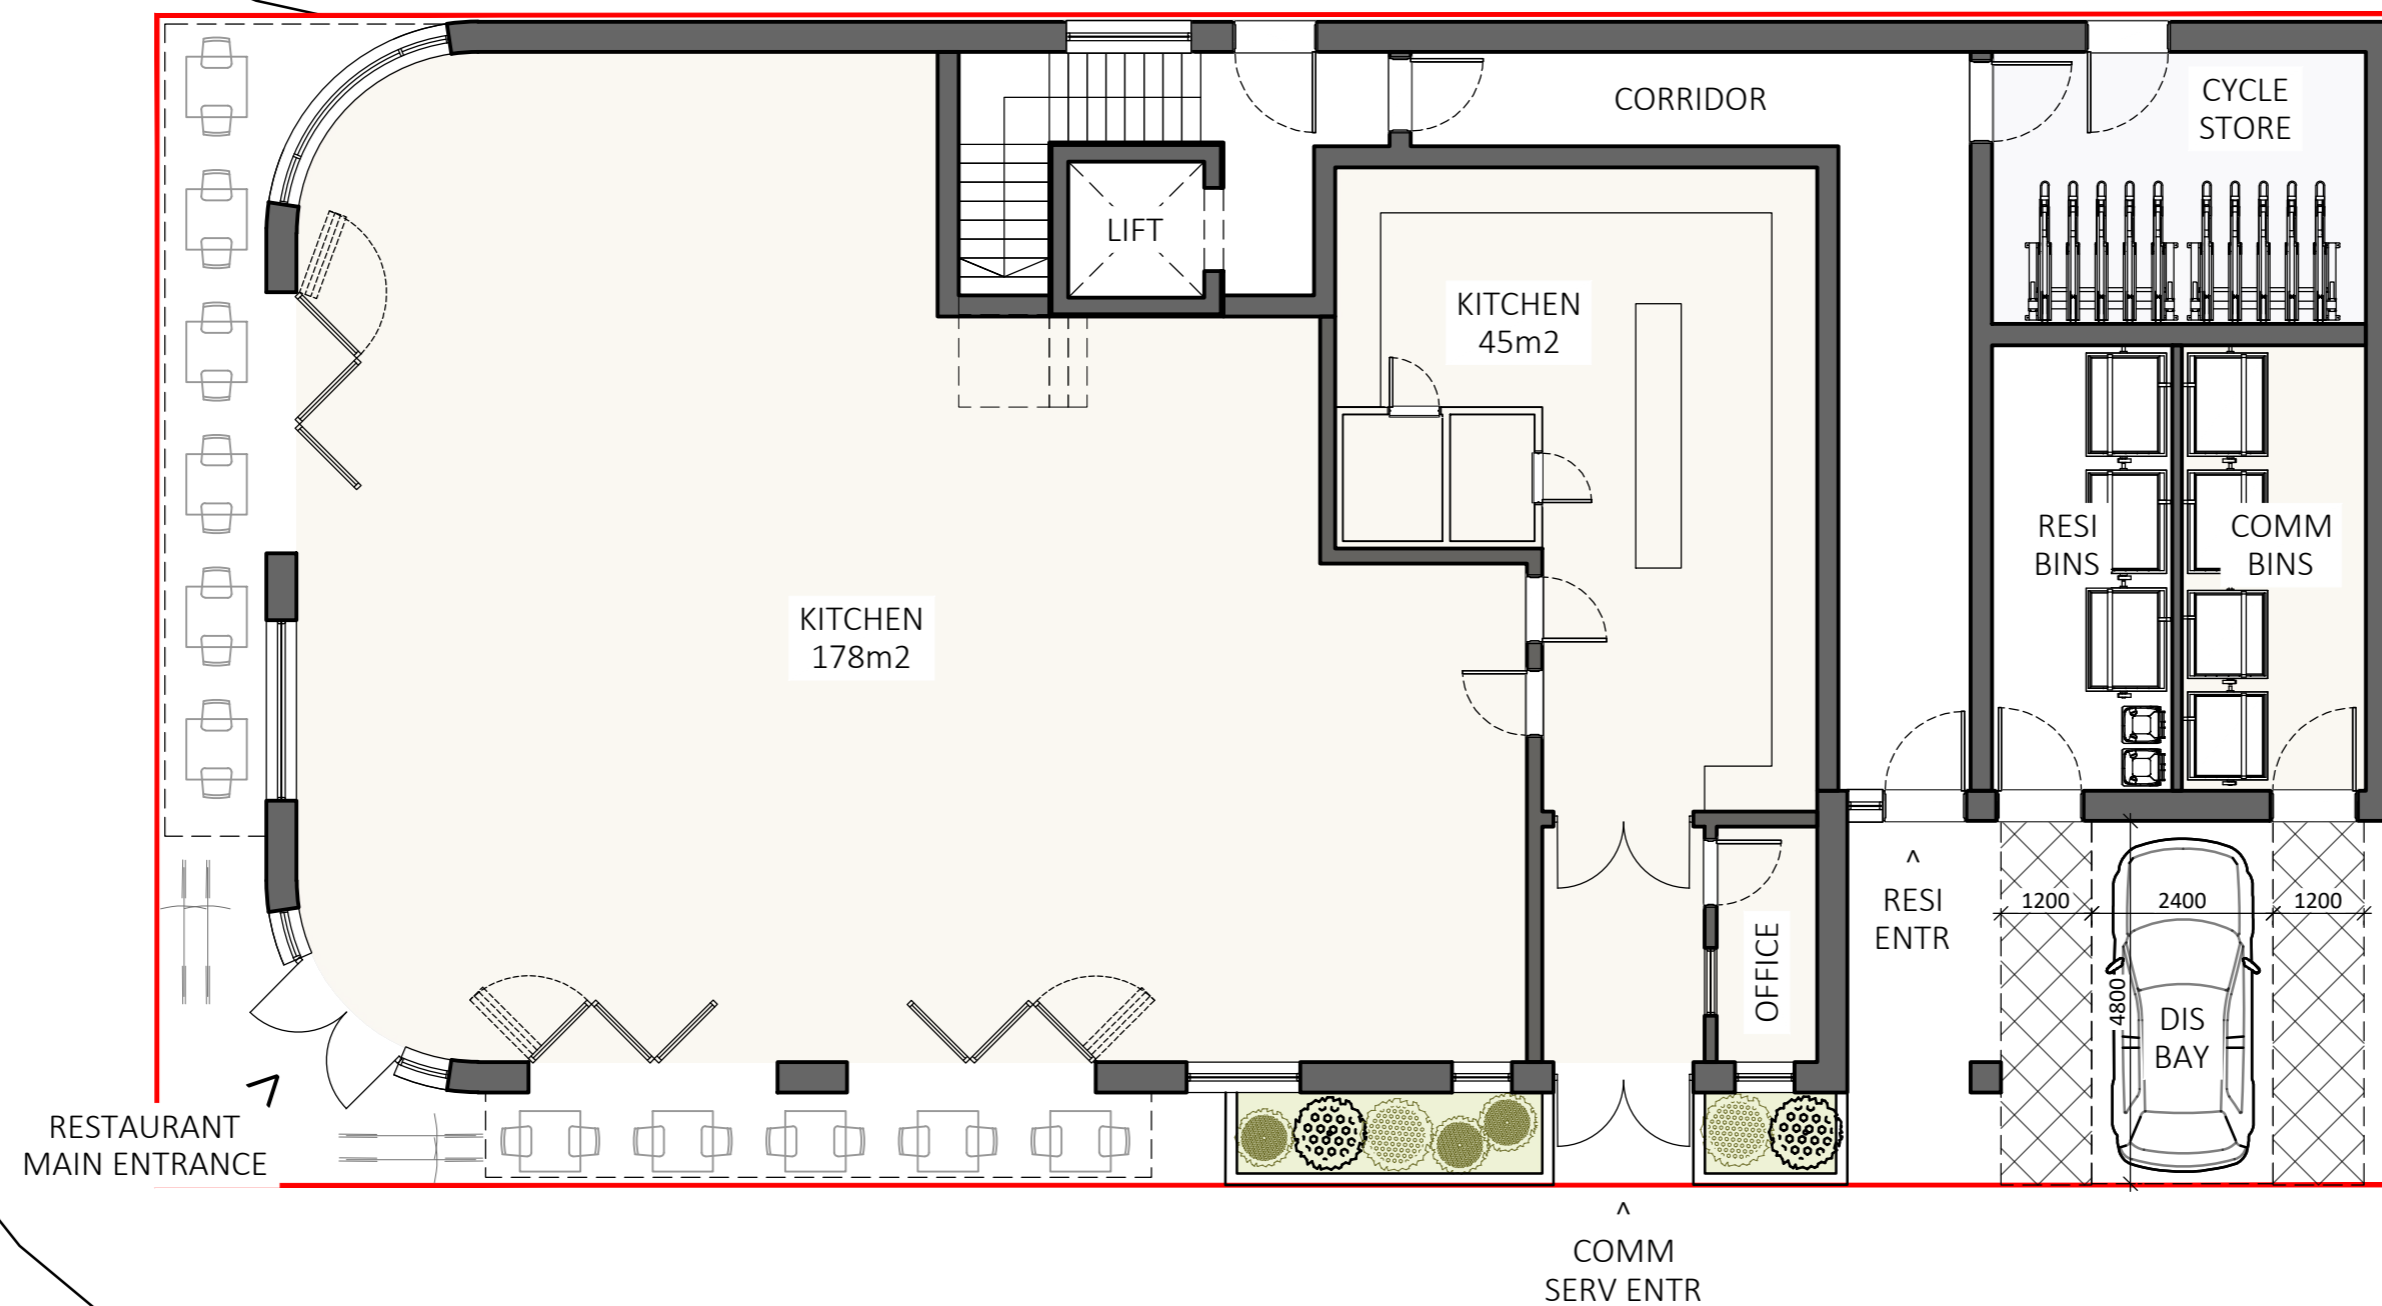 CORRIDOR
CYCLE
STORE
LIFT
KITCHEN
45m2
RESI
BINS
COMM
BINS
KITCHEN
178m2
RESI
ENTR
1200
2400
1200
OFFICE
4800
DIS
BAY
RESTAURANT
MAIN ENTRANCE
COMM
SERV ENTR